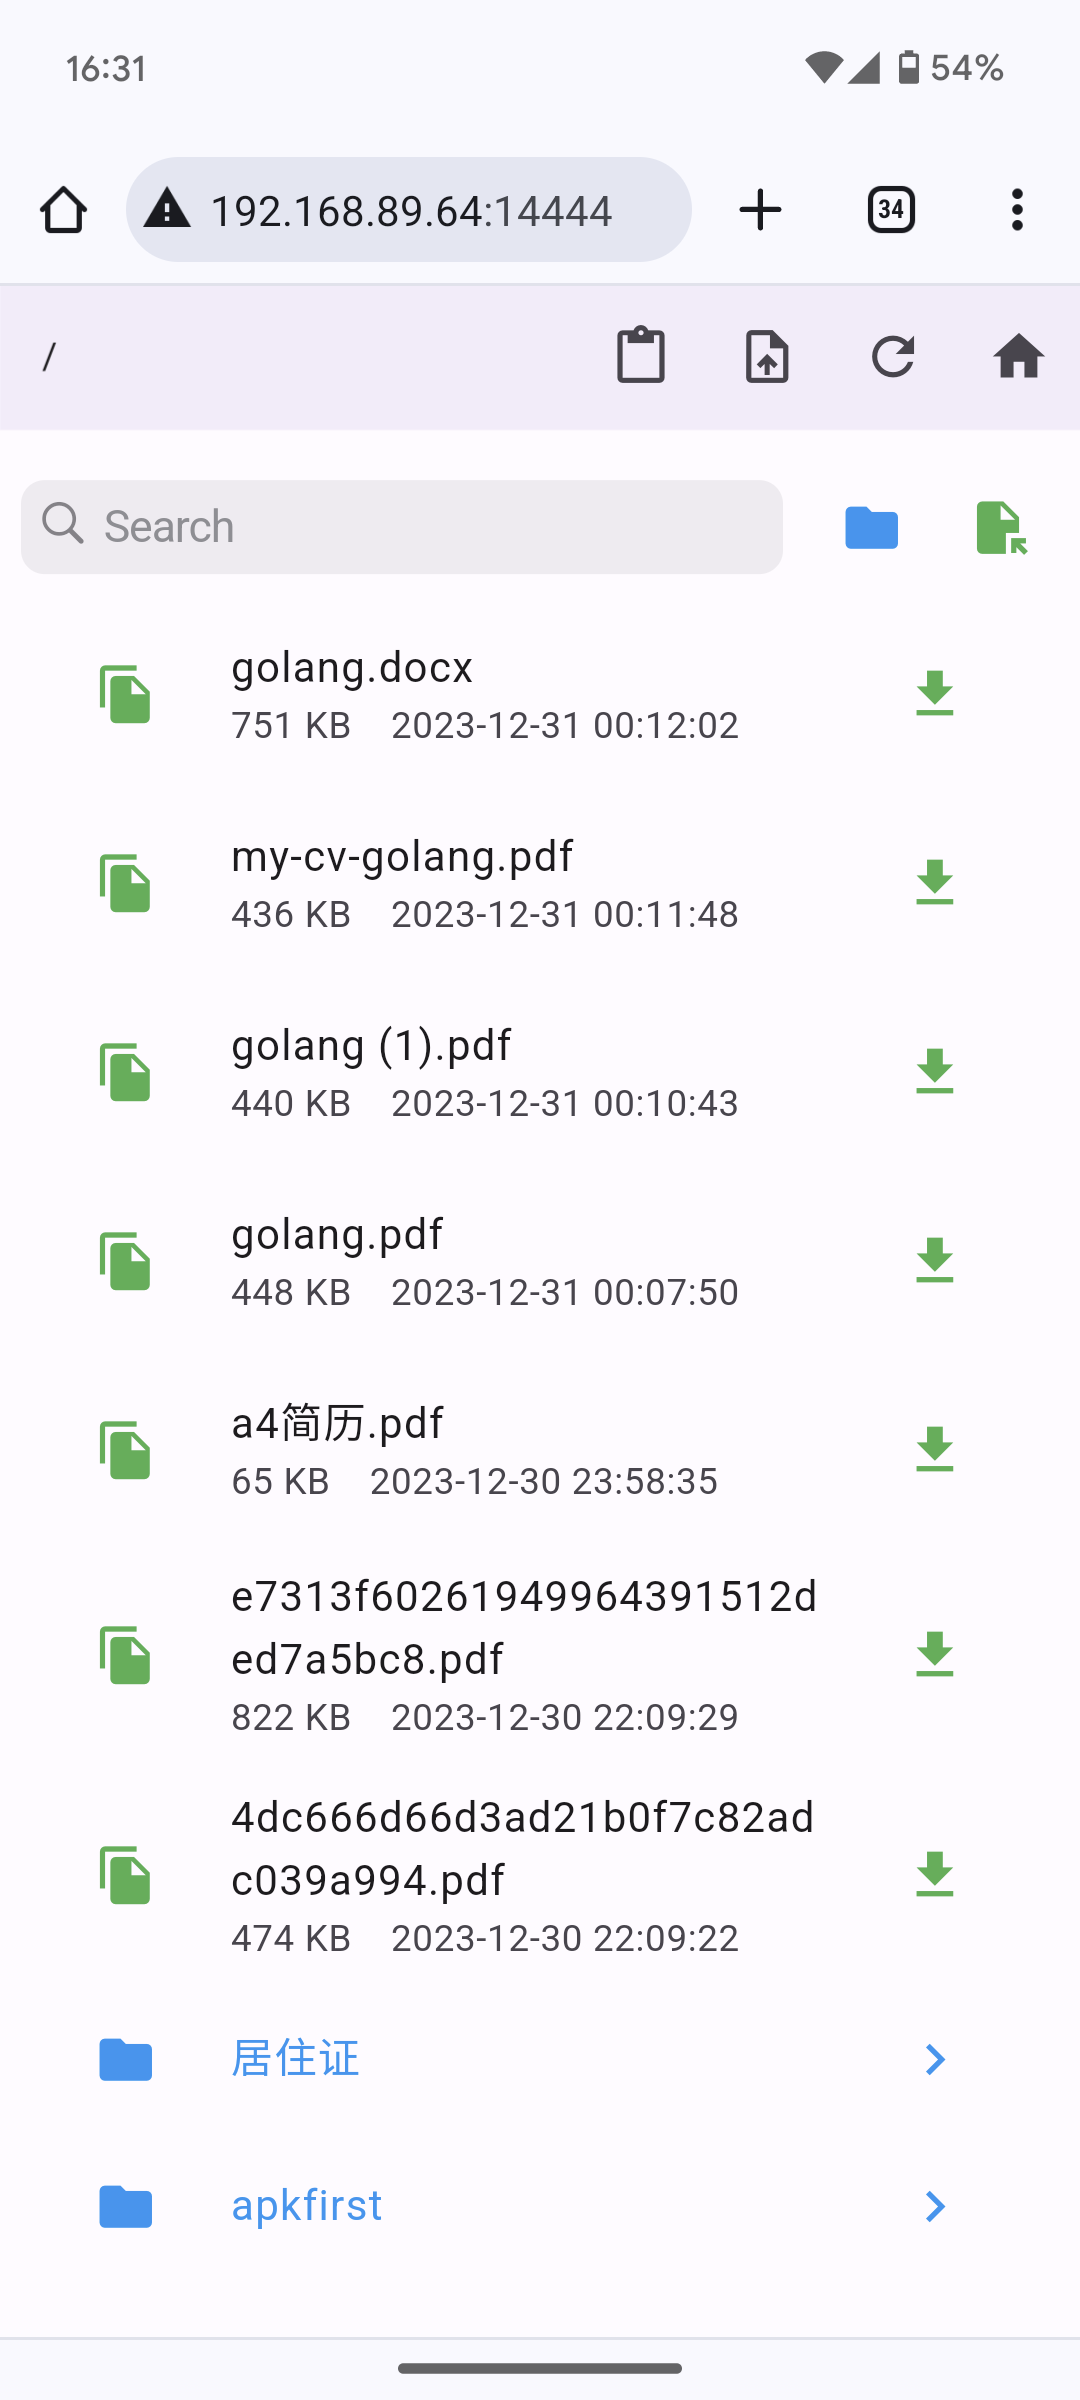 16:31
54%
192.168.89.64:14444
34
/
Search
golang.docx
751 KB 2023-12-31 00:12:02
my-cv-golang.pdf
436 KB 2023-12-31 00:11:48
golang (1).pdf
440 KB 2023-12-31 00:10:43
golang.pdf
448 KB 2023-12-31 00:07:50
a4简历.pdf
65 KB 2023-12-30 23:58:35
e7313f60261949964391512d
ed7a5bc8.pdf
822 KB 2023-12-30 22:09:29
4dc666d66d3ad21b0f7c82ad
c039a994.pdf
474 KB 2023-12-30 22:09:22
居住证
apkfirst